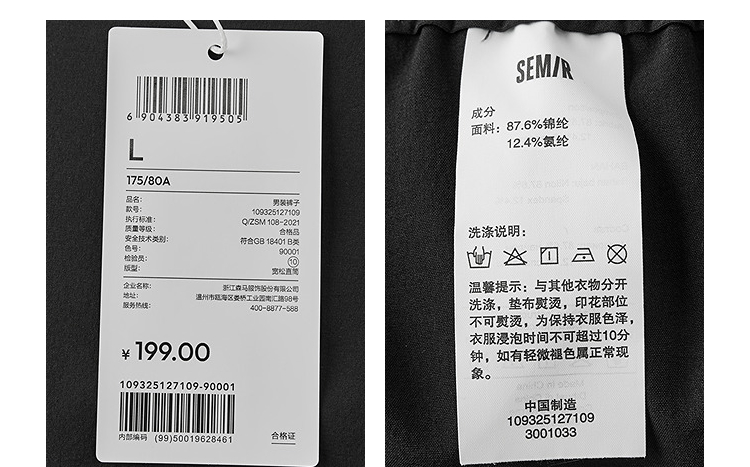 6 904383 919505
L
175/80A
品名: 男装裤子
款号: 109325127109
执行标准: Q/ZSM 108-2021
质量等级: 合格品
安全技术类别: 符合GB 18401 B类
色号: 90001
检验员: 10
版型: 宽松直筒
企业名称: 浙江森马服饰股份有限公司
地址: 温州市瓯海区娄桥工业园南汇路98号
服务热线: 400-8877-588
¥ 199.00
109325127109-90001
内部编码 (99)50019628461
合格证
SEMIR
成分
面料: 87.6%锦纶
12.4%氨纶
洗涤说明:
温馨提示: 与其他衣物分开
洗涤, 垫布熨烫, 印花部位
不可熨烫, 为保持衣服色泽,
衣服浸泡时间不可超过10分
钟, 如有轻微褪色属正常现
象。
中国制造
109325127109
3001033